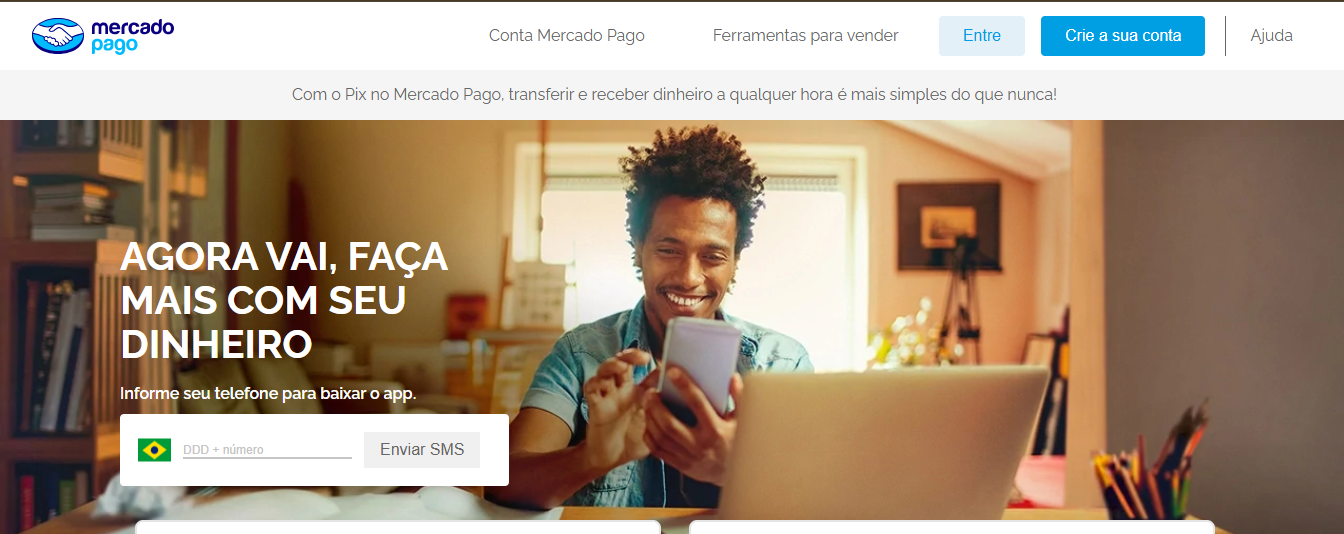 mercado
pago
Conta Mercado Pago
Ferramentas para vender
Entre
Crie a sua conta
Ajuda
Com o Pix no Mercado Pago, transferir e receber dinheiro a qualquer hora é mais simples do que nunca!
AGORA VAI, FAÇA
MAIS COM SEU
DINHEIRO
Informe seu telefone para baixar o app.
DDD + número
Enviar SMS